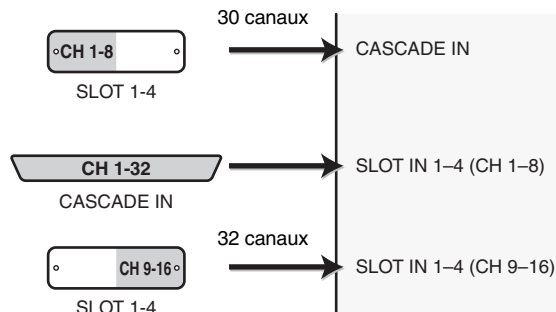 30 canaux
CH 1-8
CASCADE IN
SLOT 1-4
CH 1-32
SLOT IN 1–4 (CH 1–8)
CASCADE IN
32 canaux
CH 9-16
SLOT IN 1–4 (CH 9–16)
SLOT 1-4